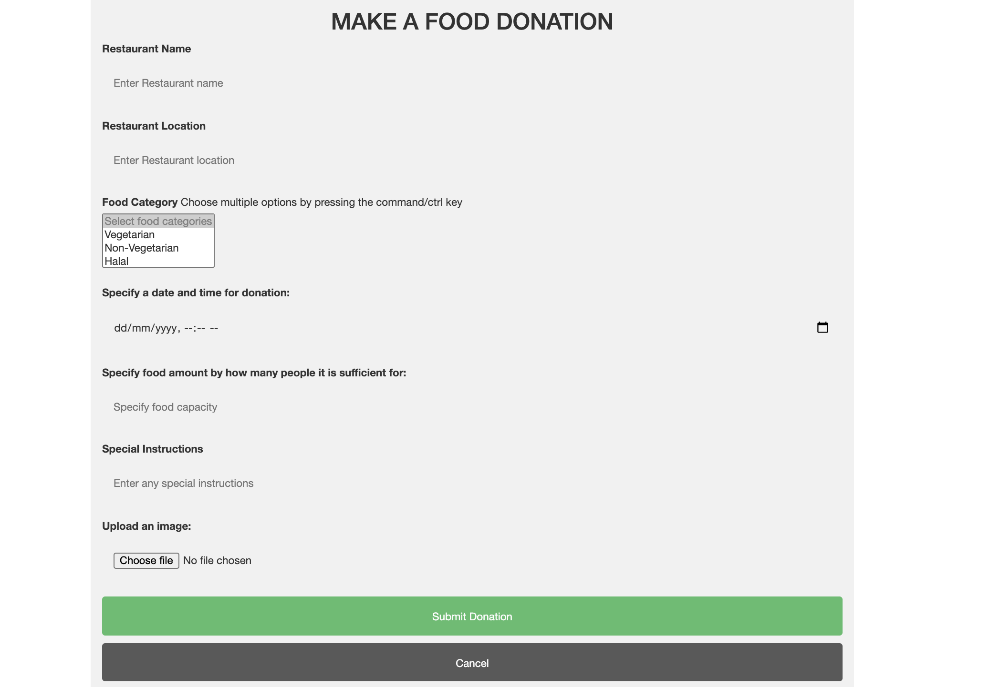 MAKE A FOOD DONATION
Restaurant Name
Enter Restaurant name
Restaurant Location
Enter Restaurant location
Food Category Choose multiple options by pressing the command/ctrl key
Select food categories
Vegetarian
Non-Vegetarian
Halal
Specify a date and time for donation:
dd/mm/yyyy, --:-- --
Specify food amount by how many people it is sufficient for:
Specify food capacity
Special Instructions
Enter any special instructions
Upload an image:
Choose file No file chosen
Submit Donation
Cancel